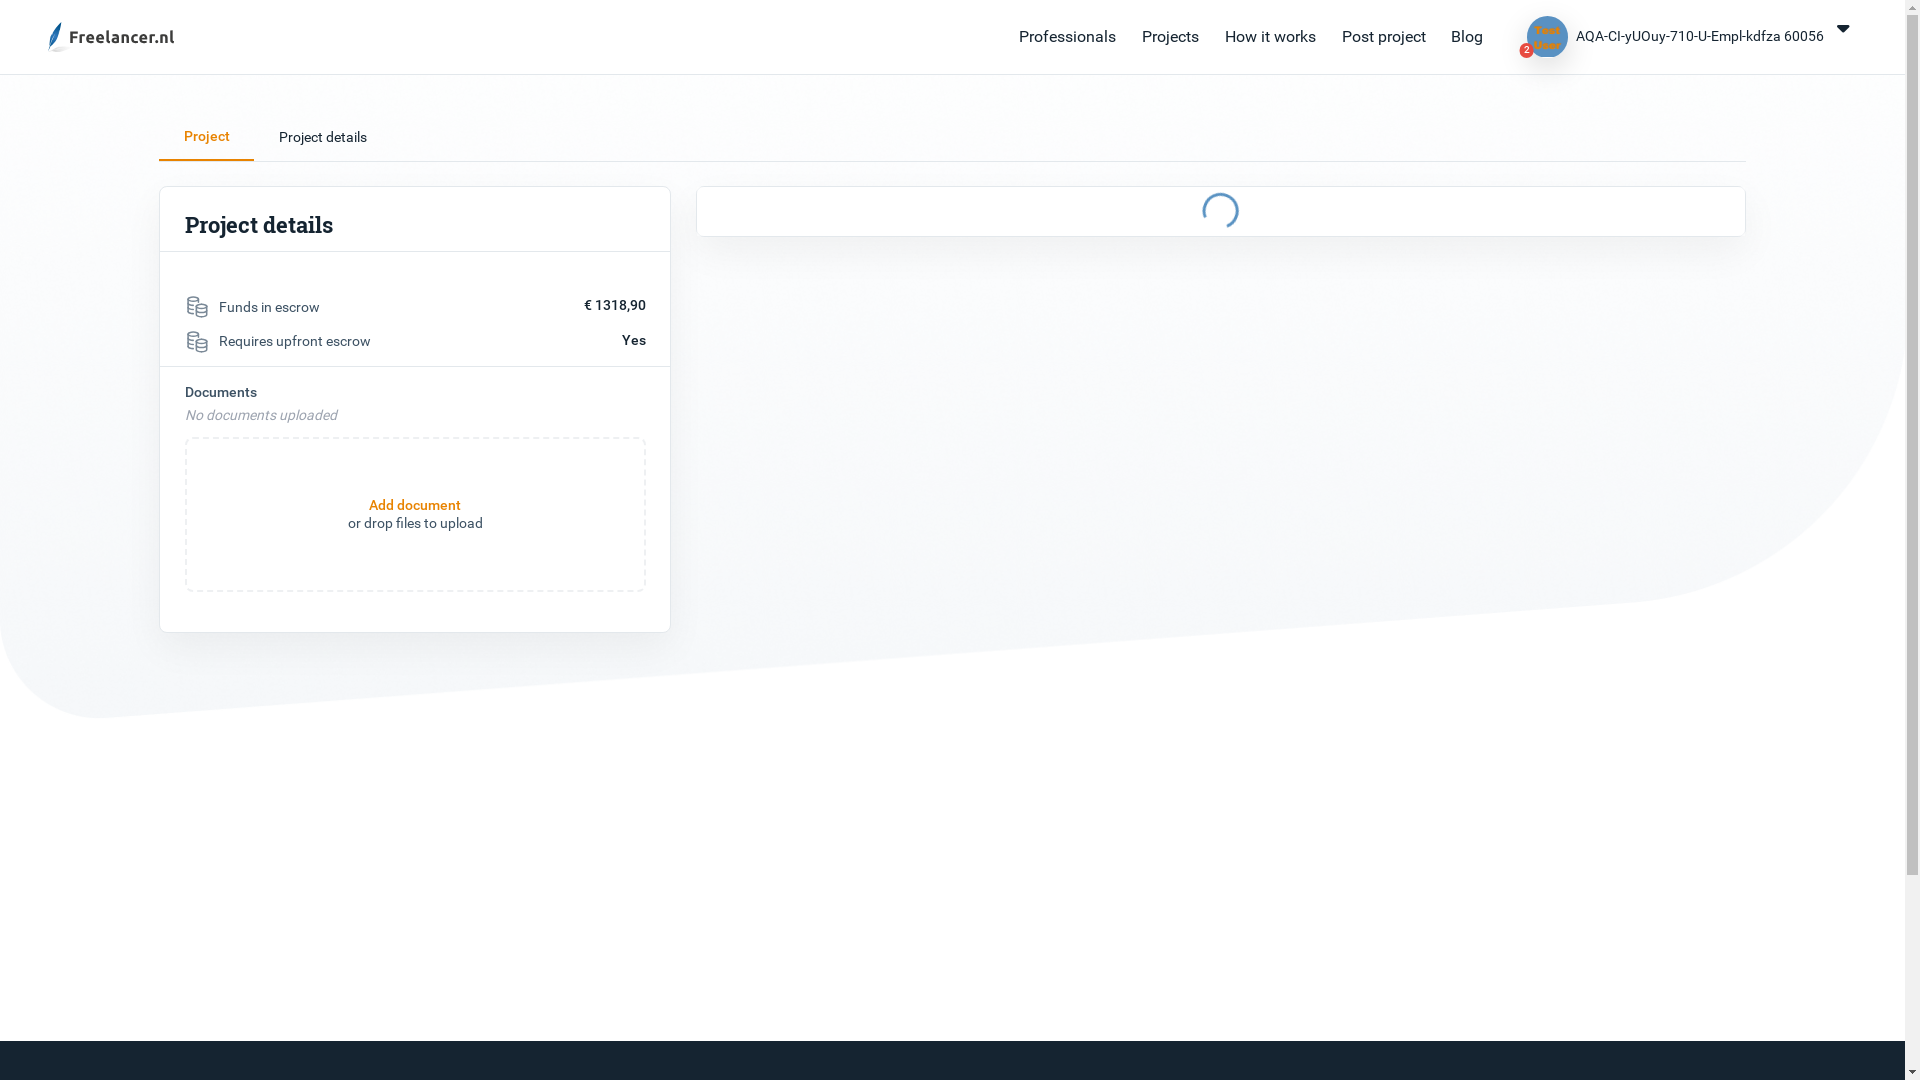 Freelancer.nl
Professionals
Projects
How it works
Post project
Blog
Test
User
2
AQA-CI-yUOuy-710-U-Empl-kdfza 60056
Project
Project details
Project details
Funds in escrow
€ 1318,90
Requires upfront escrow
Yes
Documents
No documents uploaded
Add document
or drop files to upload